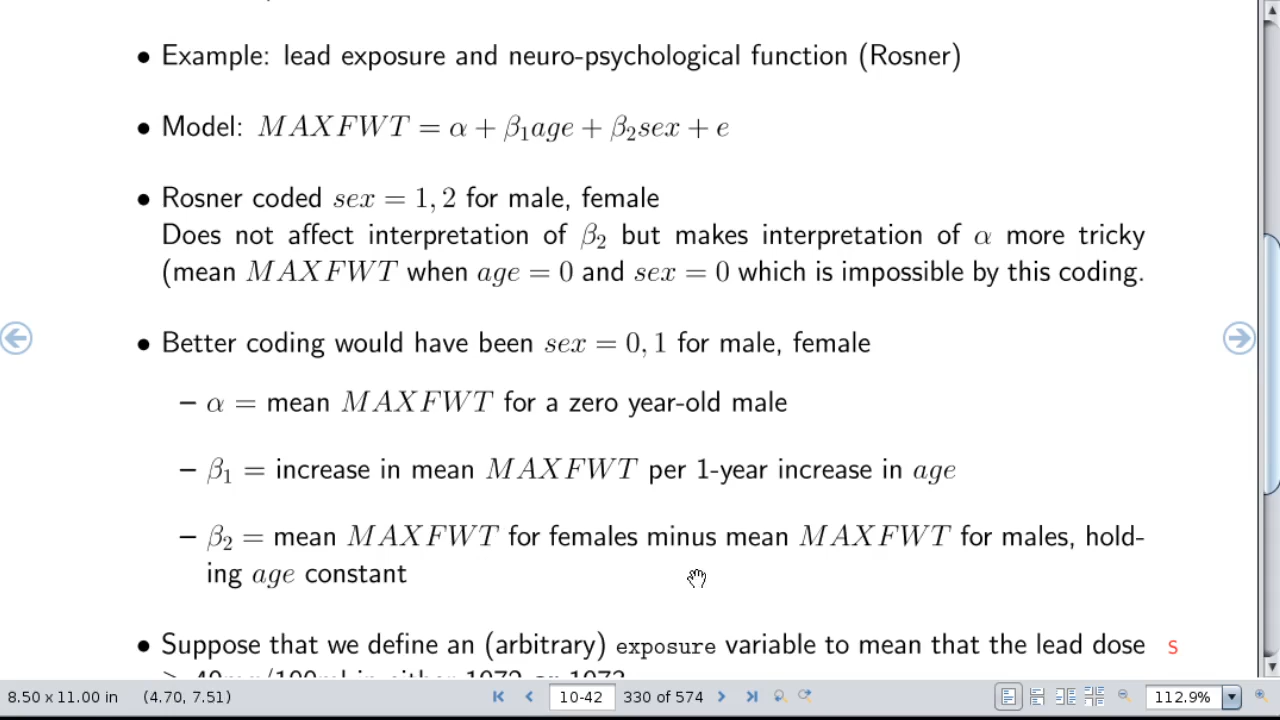 • Example: lead exposure and neuro-psychological function (Rosner)
• Model: MAXFWT = α + β₁age + β₂sex + e
• Rosner coded sex = 1, 2 for male, female
Does not affect interpretation of β₂ but makes interpretation of α more tricky
(mean MAXFWT when age = 0 and sex = 0 which is impossible by this coding.
• Better coding would have been sex = 0, 1 for male, female
– α = mean MAXFWT for a zero year-old male
– β₁ = increase in mean MAXFWT per 1-year increase in age
– β₂ = mean MAXFWT for females minus mean MAXFWT for males, hold-
ing age constant
• Suppose that we define an (arbitrary) exposure variable to mean that the lead dose S
8.50 x 11.00 in (4.70, 7.51) 10-42 330 of 574 112.9%